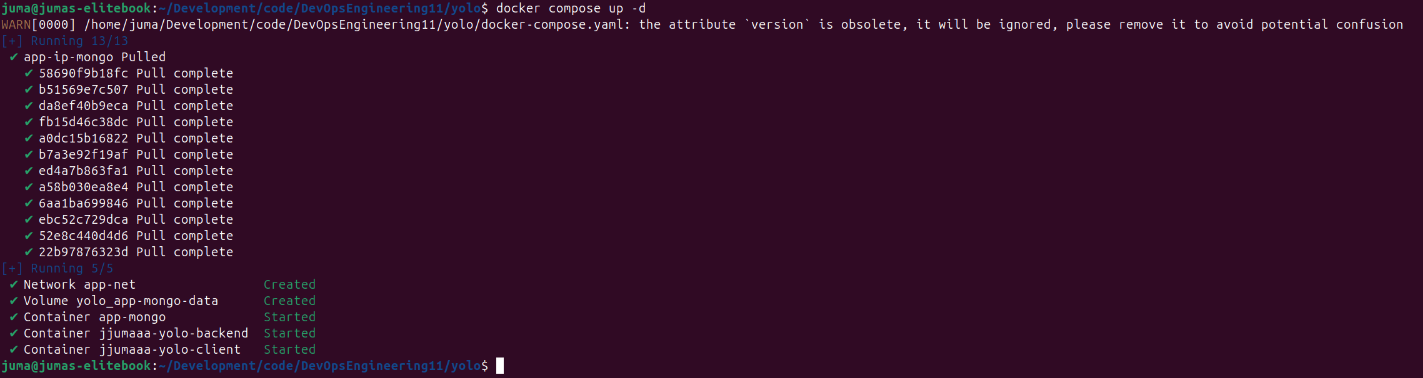 juma@jumas-elitebook:~/Development/code/DevOpsEngineering11/yolo$ docker compose up -d
WARN[0000] /home/juma/Development/code/DevOpsEngineering11/yolo/docker-compose.yaml: the attribute `version` is obsolete, it will be ignored, please remove it to avoid potential confusion
[+] Running 13/13
✔ app-ip-mongo Pulled
✔ 58690f9b18fc Pull complete
✔ b51569e7c507 Pull complete
✔ da8ef40b9eca Pull complete
✔ fb15d46c38dc Pull complete
✔ a0dc15b16822 Pull complete
✔ b7a3e92f19af Pull complete
✔ ed4a7b863fa1 Pull complete
✔ a58b030ea8e4 Pull complete
✔ 6aa1ba699846 Pull complete
✔ ebc52c729dca Pull complete
✔ 52e8c440d4d6 Pull complete
✔ 22b97876323d Pull complete
[+] Running 5/5
✔ Network app-net Created
✔ Volume yolo_app-mongo-data Created
✔ Container app-mongo Started
✔ Container jjumaaa-yolo-backend Started
✔ Container jjumaaa-yolo-client Started
juma@jumas-elitebook:~/Development/code/DevOpsEngineering11/yolo$